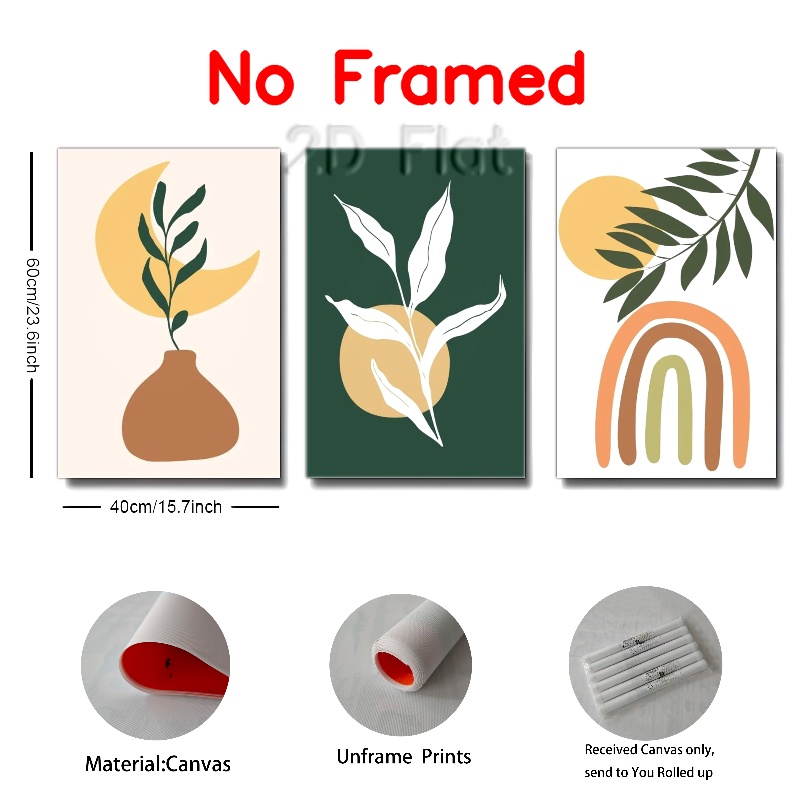 No Framed
2D Flat
60cm/23.6inch
40cm/15.7inch
Material:Canvas
Unframe Prints
Received Canvas only,
send to You Rolled up